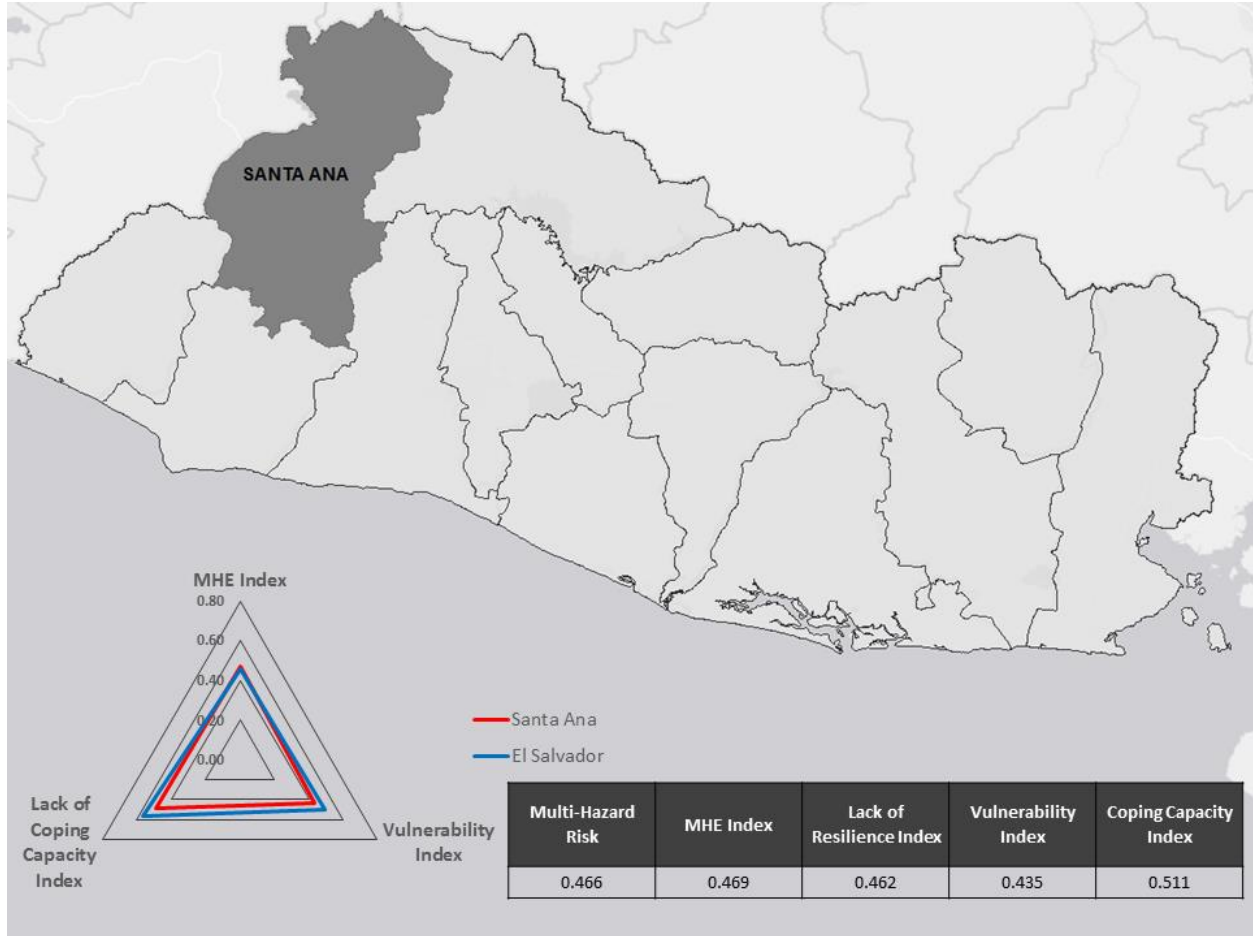 SANTA ANA
MHE Index
0.80
0.60
0.40
0.20
0.00
Lack of
Coping
Capacity
Index
Vulnerability
Index
Santa Ana
El Salvador
Multi-Hazard
Risk
MHE Index
Lack of
Resilience Index
Vulnerability
Index
Coping Capacity
Index
0.466
0.469
0.462
0.435
0.511